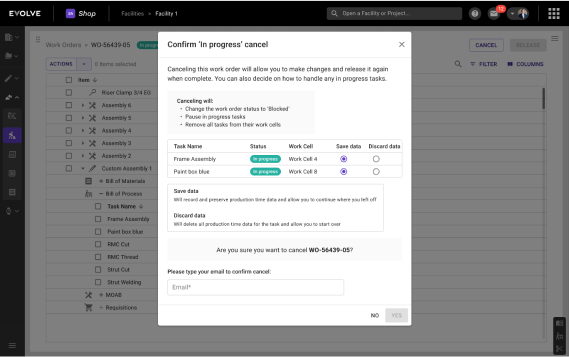 EVOLVE
Shop
Facilities > Facility 1
Open a Facility or Project...
Work Orders > WO-56439-05
CANCEL
RELEASE
ACTIONS
0 items selected
FILTER
COLUMNS
Item
Riser Clamp 3/4 EG
Assembly 6
Assembly 5
Assembly 4
Assembly 3
Assembly 2
Custom Assembly 1
+ Bill of Materials
− Bill of Process
Task Name
Frame Assembly
Paint box blue
RMC Cut
RMC Thread
Strut Cut
Strut Welding
+ MOAB
− Requisitions
Confirm 'In progress' cancel
Canceling this work order will allow you to make changes and release it again
when complete. You can also decide on how to handle any in progress tasks.
Canceling will:
• Change the work order status to 'Blocked'
• Pause in progress tasks
• Remove all tasks from their work cells
Task Name Status Work Cell Save data Discard data
Frame Assembly In progress Work Cell 4
Paint box blue In progress Work Cell 8
Save data
Will record and preserve production time data and allow you to continue where you left off
Discard data
Will delete all production time data for the task and allow you to start over
Are you sure you want to cancel WO-56439-05?
Please type your email to confirm cancel:
Email*
NO YES